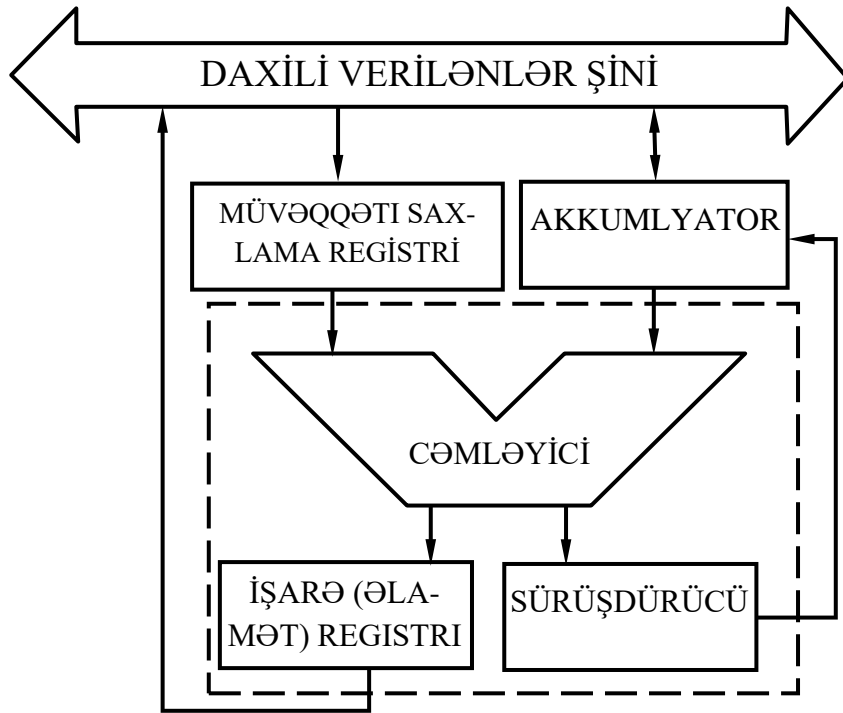 DAXİLİ VERİLƏNLƏR ŞİNİ
MÜVƏQQƏTI SAX-
LAMA REGİSTRİ
AKKUMLYATOR
CƏMLƏYİCİ
İŞARƏ (ƏLA-
MƏT) REGISTRI
SÜRÜŞDÜRÜCÜ